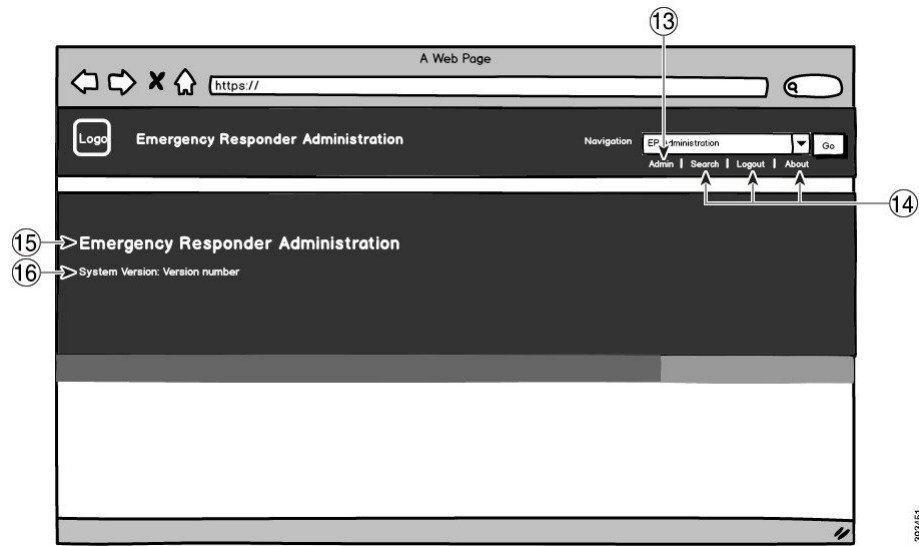 13
A Web Page
https://
Logo
Emergency Responder Administration
Navigation
Administration
Go
Admin | Search | Logout | About
14
15
Emergency Responder Administration
16
System Version: Version number